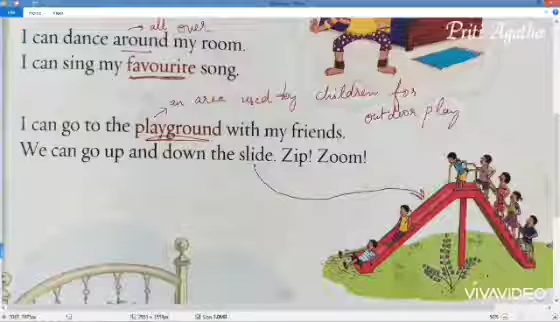 all over
I can dance around my room.
Priti Agatha
I can sing my favourite song.
an area used by children for
outdoor play
I can go to the playground with my friends.
We can go up and down the slide. Zip! Zoom!
VIVAVIDEO